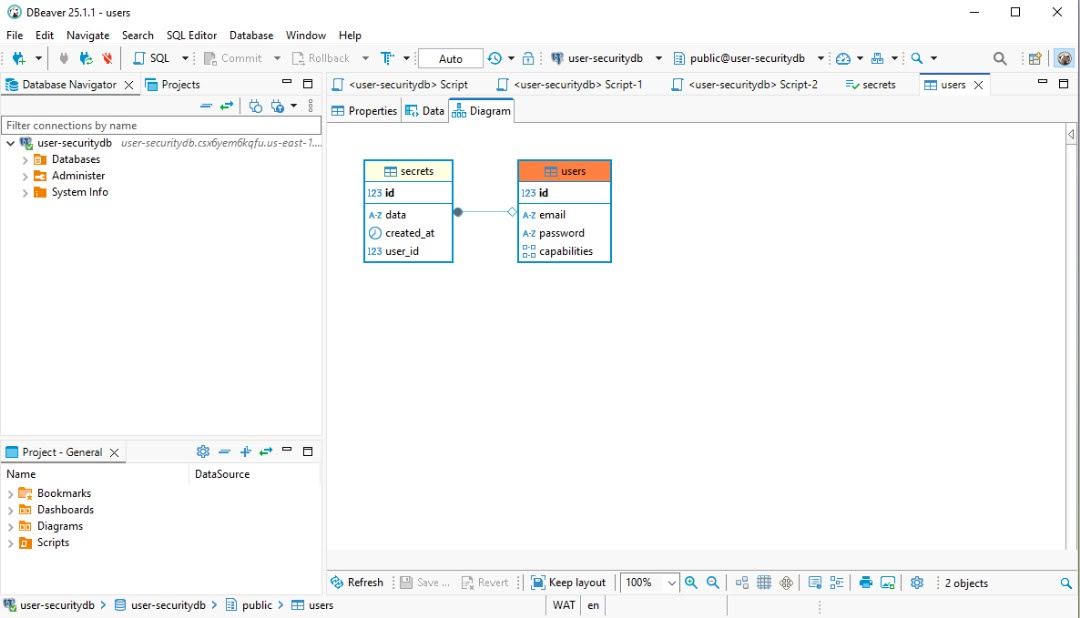 DBeaver 25.1.1 - users
File Edit Navigate Search SQL Editor Database Window Help
SQL Commit Rollback Auto user-securitydb public@user-securitydb
Database Navigator Projects
<user-securitydb> Script <user-securitydb> Script-1 <user-securitydb> Script-2 secrets users
Properties Data Diagram
Filter connections by name
user-securitydb user-securitydb.csx6yem6kqfu.us-east-1....
Databases
Administer
System Info
secrets
123 id
A-Z data
created_at
123 user_id
users
123 id
A-Z email
A-Z password
capabilities
Project - General
Name DataSource
Bookmarks
Dashboards
Diagrams
Scripts
Refresh Save ... Revert Keep layout 100% 2 objects
user-securitydb user-securitydb public users WAT en